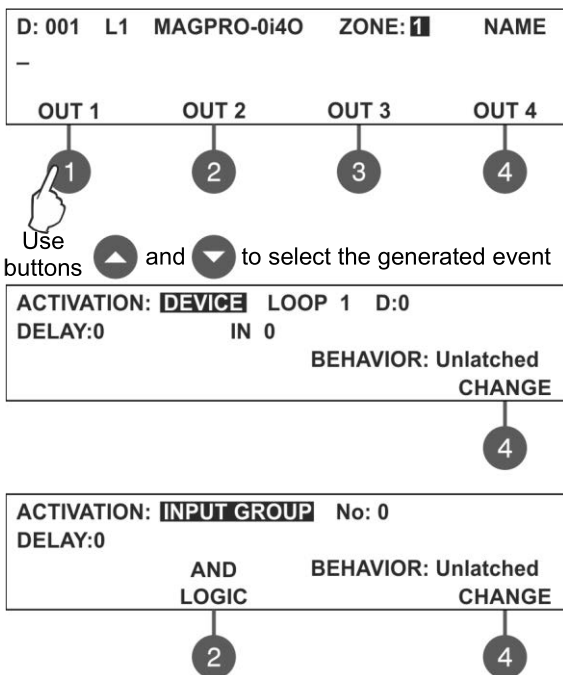 D: 001 L1 MAGPRO-0i4O ZONE: 1 NAME
_
OUT 1 OUT 2 OUT 3 OUT 4
1 2 3 4
Use buttons and to select the generated event
ACTIVATION: DEVICE LOOP 1 D:0
DELAY:0 IN 0
BEHAVIOR: Unlatched
CHANGE
4
ACTIVATION: INPUT GROUP No: 0
DELAY:0
AND BEHAVIOR: Unlatched
LOGIC CHANGE
2 4